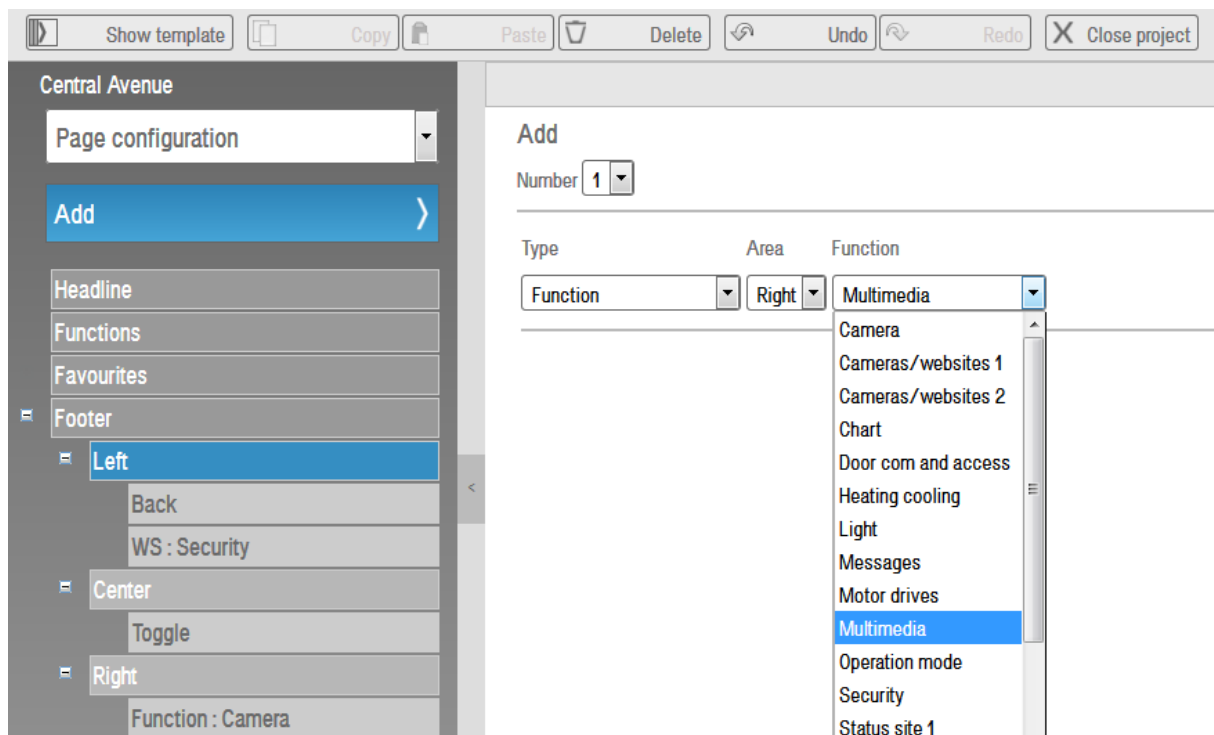 Show template Copy Paste Delete Undo Redo Close project
Central Avenue
Page configuration
Add
Headline
Functions
Favourites
Footer
Left
Back
WS : Security
Center
Toggle
Right
Function : Camera
<
Add
Number 1
Type Area Function
Function Right Multimedia
Camera
Cameras/websites 1
Cameras/websites 2
Chart
Door com and access
Heating cooling
Light
Messages
Motor drives
Multimedia
Operation mode
Security
Status site 1